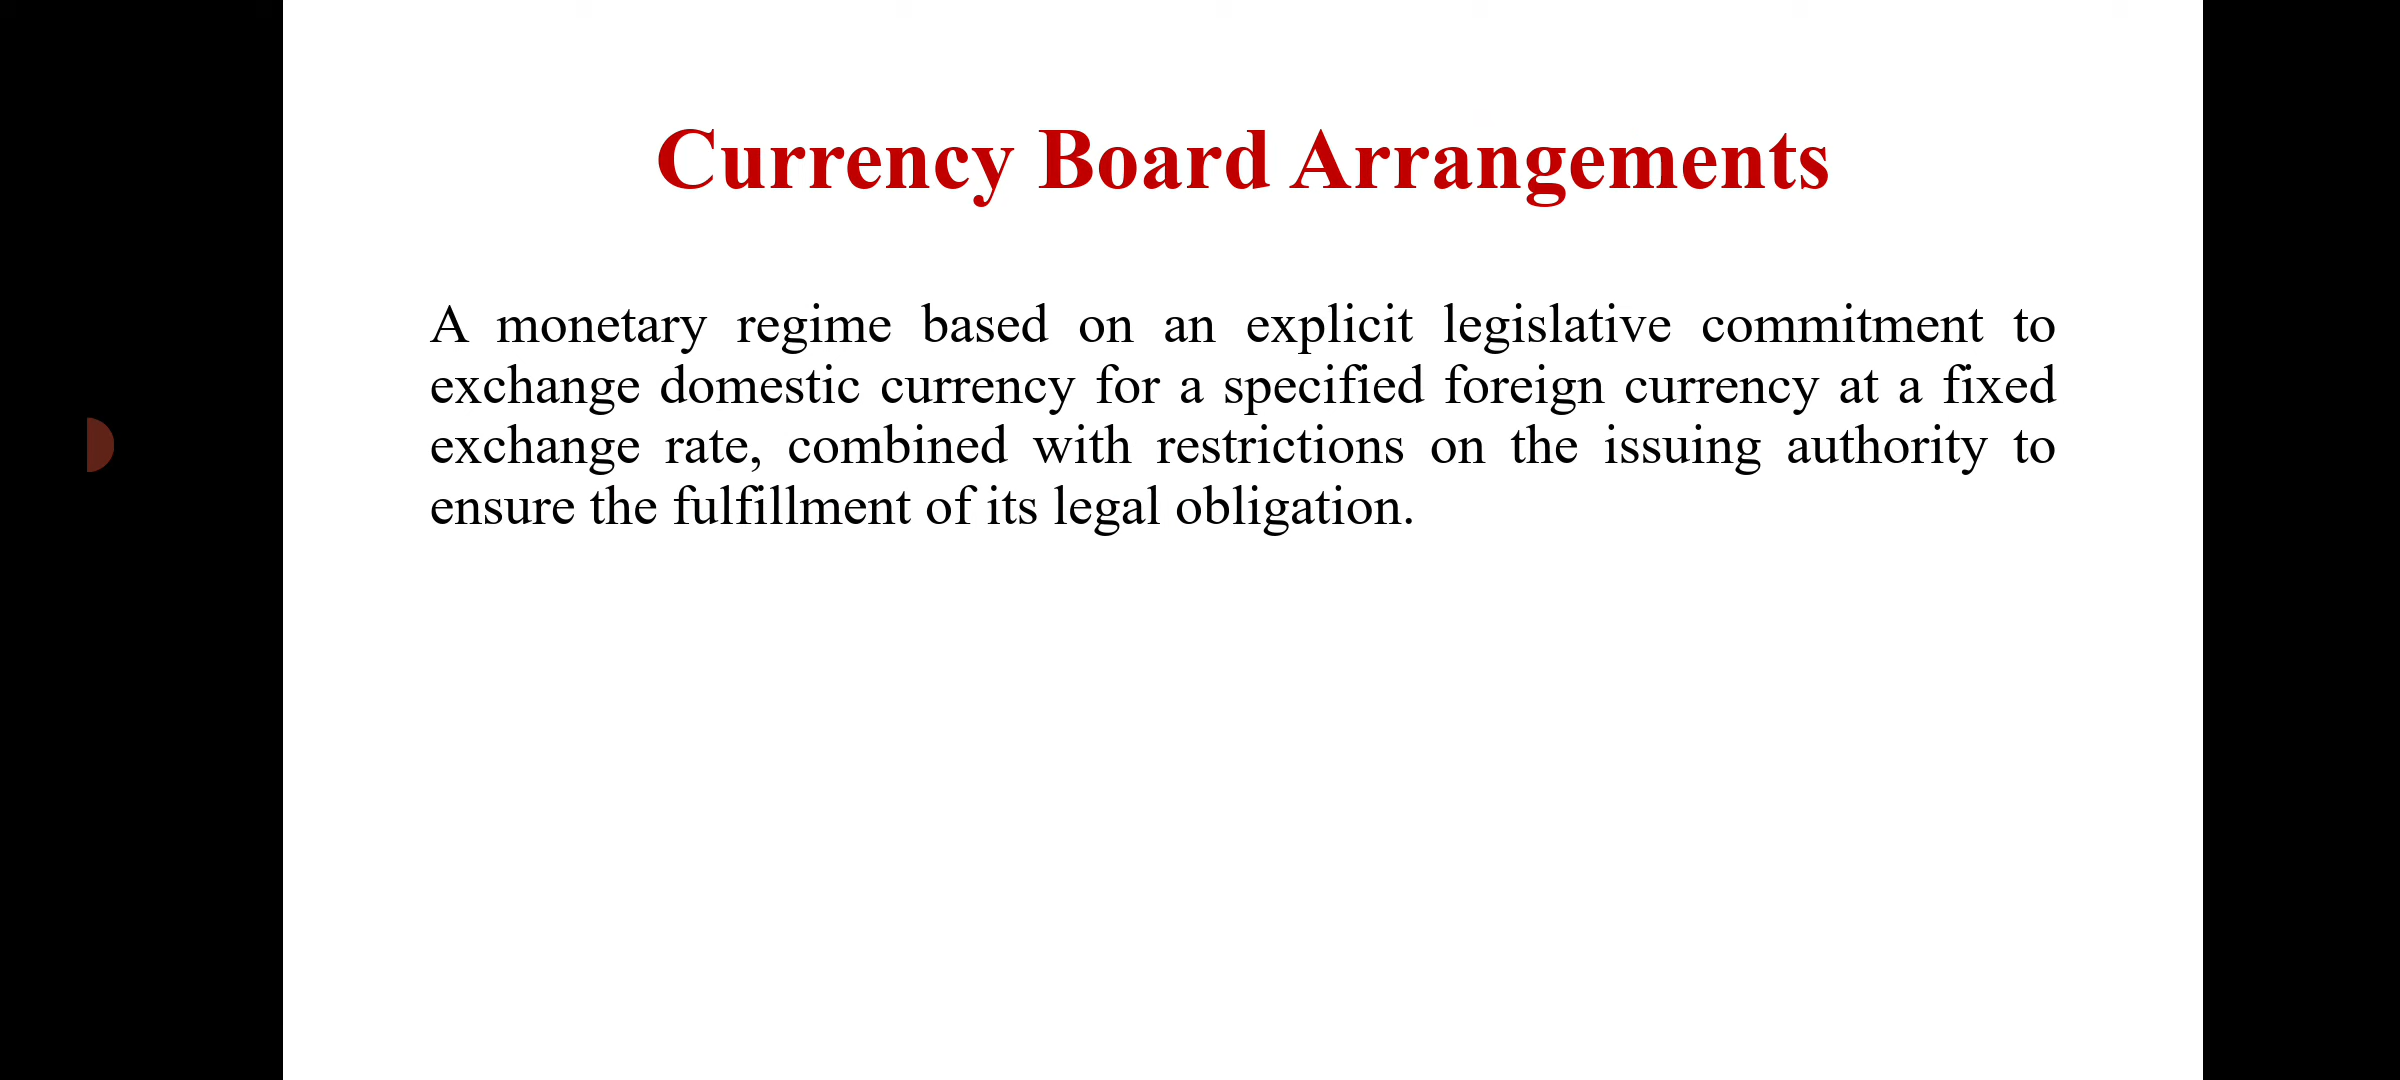 Currency Board Arrangements
A monetary regime based on an explicit legislative commitment to
exchange domestic currency for a specified foreign currency at a fixed
exchange rate, combined with restrictions on the issuing authority to
ensure the fulfillment of its legal obligation.